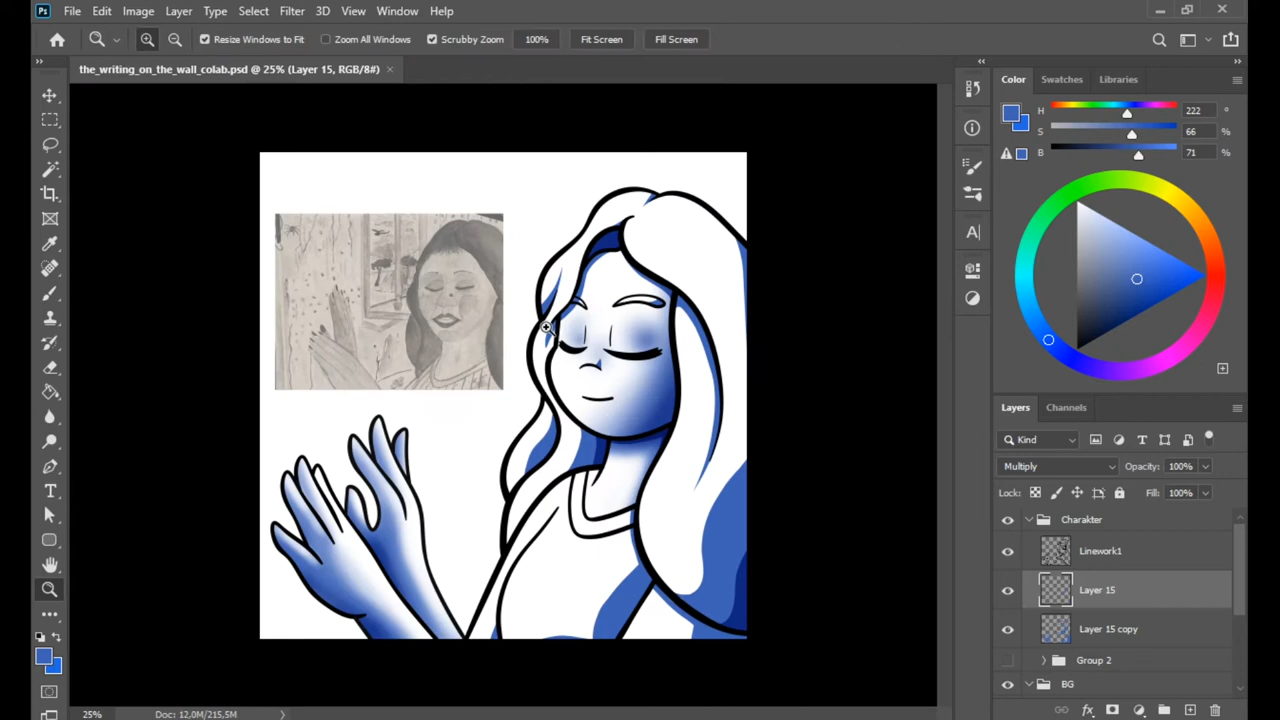 Ps File Edit Image Layer Type Select Filter 3D View Window Help
Resize Windows to Fit Zoom All Windows Scrubby Zoom 100% Fit Screen Fill Screen
the_writing_on_the_wall_colab.psd @ 25% (Layer 15, RGB/8#)
Color Swatches Libraries
H 222 °
S 66 %
B 71 %
Layers Channels
Kind
Multiply Opacity: 100%
Lock: Fill: 100%
Charakter
Linework1
Layer 15
Layer 15 copy
Group 2
BG
25% Doc: 12,0M/215,5M